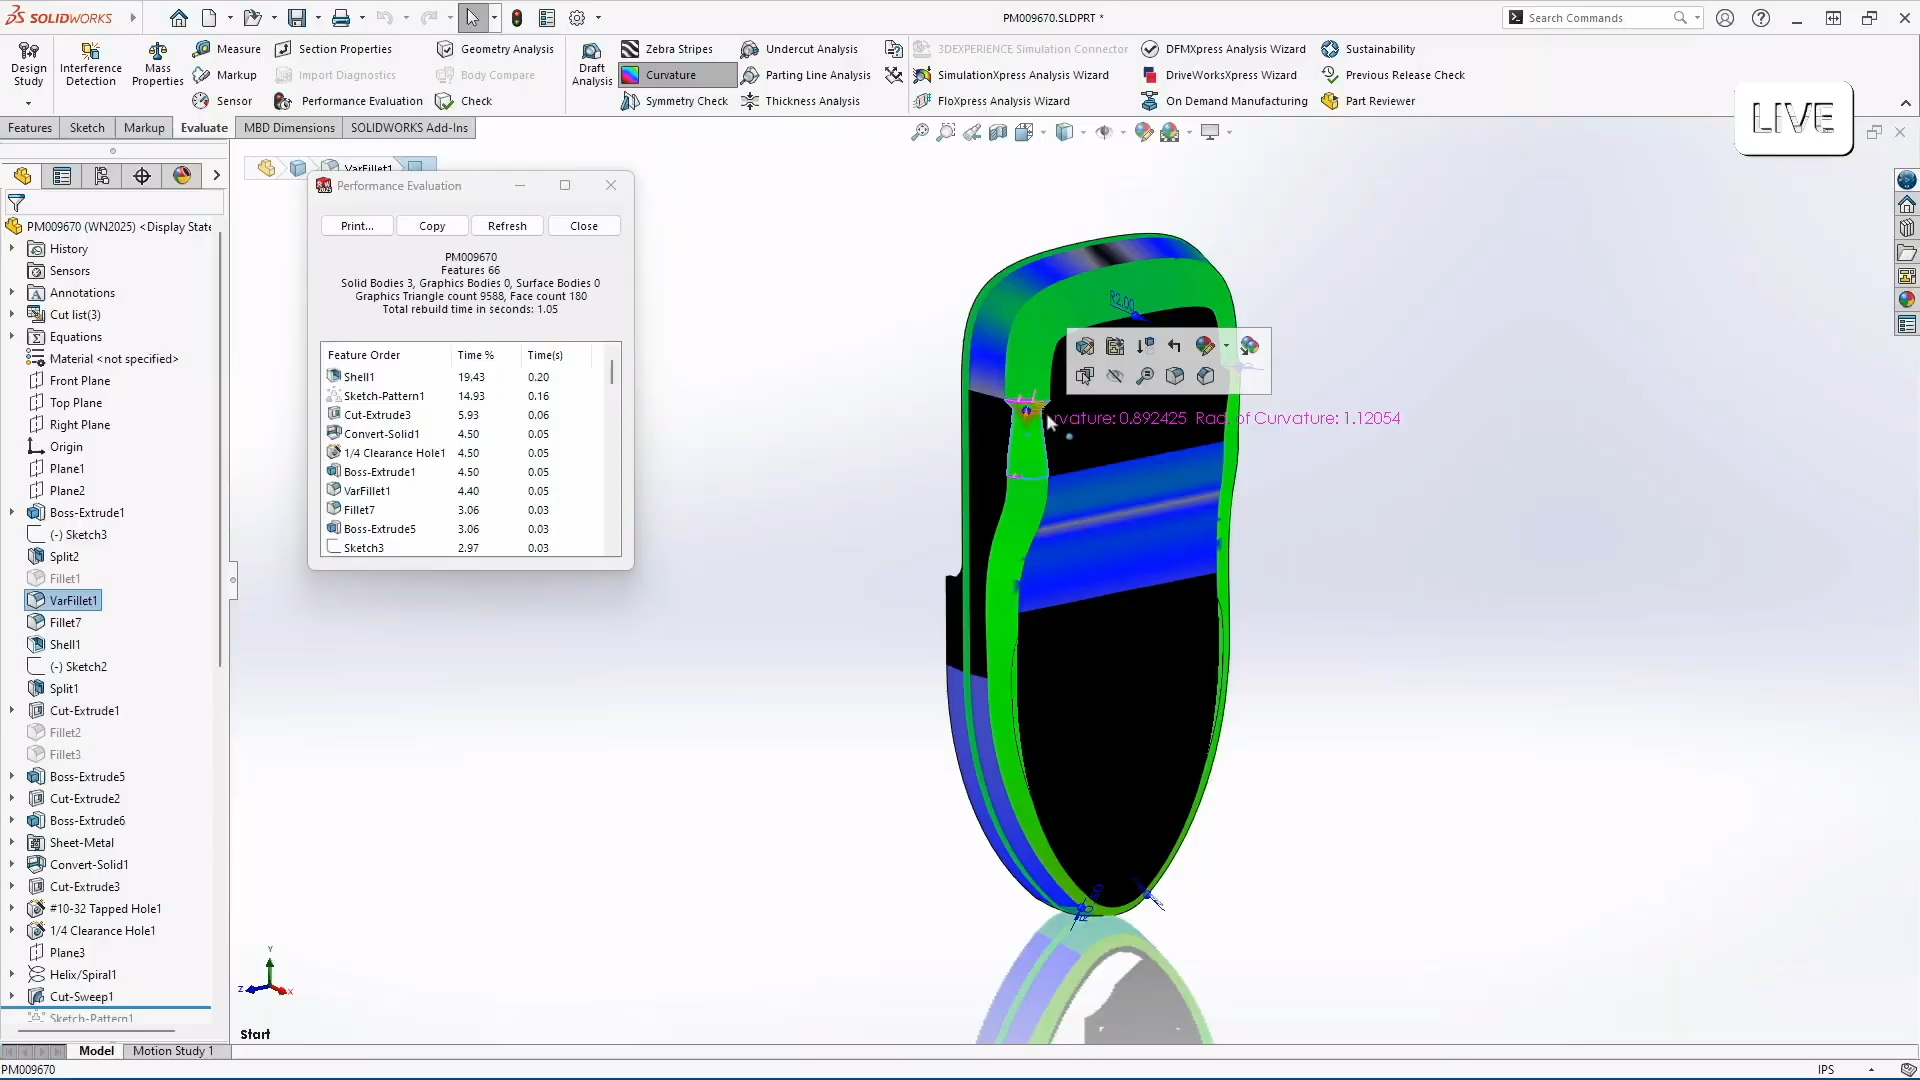 SOLIDWORKS
PM009670.SLDPRT *
Search Commands
Design Study
Interference Detection
Mass Properties
Measure
Markup
Sensor
Section Properties
Import Diagnostics
Performance Evaluation
Geometry Analysis
Body Compare
Check
Draft Analysis
Zebra Stripes
Curvature
Symmetry Check
Undercut Analysis
Parting Line Analysis
Thickness Analysis
3DEXPERIENCE Simulation Connector
SimulationXpress Analysis Wizard
FloXpress Analysis Wizard
DFMXpress Analysis Wizard
DriveWorksXpress Wizard
On Demand Manufacturing
Sustainability
Previous Release Check
Part Reviewer
LIVE
Features
Sketch
Markup
Evaluate
MBD Dimensions
SOLIDWORKS Add-Ins
VarFillet1
PM009670 (WN2025) <Display State
History
Sensors
Annotations
Cut list(3)
Equations
Material <not specified>
Front Plane
Top Plane
Right Plane
Origin
Plane1
Plane2
Boss-Extrude1
(-) Sketch3
Split2
Fillet1
VarFillet1
Fillet7
Shell1
(-) Sketch2
Split1
Cut-Extrude1
Fillet2
Fillet3
Boss-Extrude5
Cut-Extrude2
Boss-Extrude6
Sheet-Metal
Convert-Solid1
Cut-Extrude3
#10-32 Tapped Hole1
1/4 Clearance Hole1
Plane3
Helix/Spiral1
Cut-Sweep1
Sketch-Pattern1
Performance Evaluation
Print...
Copy
Refresh
Close
PM009670
Features 66
Solid Bodies 3, Graphics Bodies 0, Surface Bodies 0
Graphics Triangle count 9588, Face count 180
Total rebuild time in seconds: 1.05
Feature Order Time % Time(s)
Shell1 19.43 0.20
Sketch-Pattern1 14.93 0.16
Cut-Extrude3 5.93 0.06
Convert-Solid1 4.50 0.05
1/4 Clearance Hole1 4.50 0.05
Boss-Extrude1 4.50 0.05
VarFillet1 4.40 0.05
Fillet7 3.06 0.03
Boss-Extrude5 3.06 0.03
Sketch3 2.97 0.03
R2.00
rvature: 0.892425 Rad. of Curvature: 1.12054
Y
Z
X
Start
Model
Motion Study 1
PM009670
IPS